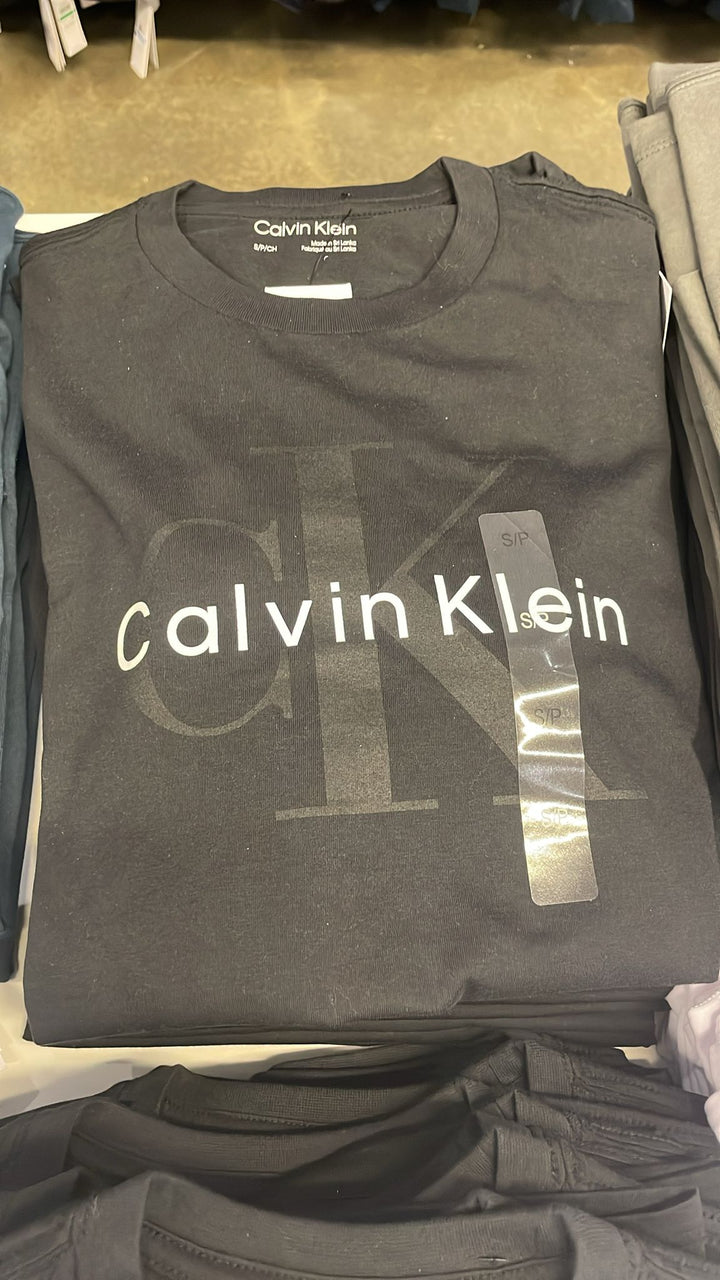 Calvin Klein
S/P/CH
Made in Sri Lanka
Fabriqué au Sri Lanka
CK
S/P
Calvin Klein
S/P
S/P
S/P